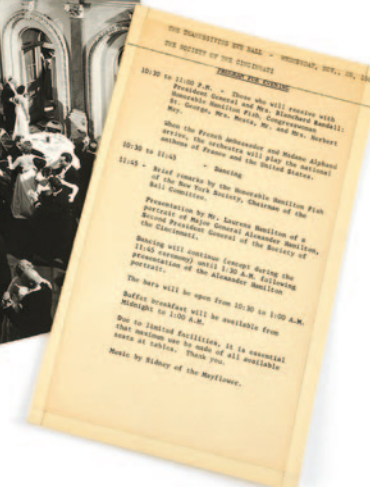 THE THANKSGIVING EVE BALL - WEDNESDAY, NOV.,
THE SOCIETY OF THE CINCINNATI
PROGRAM FOR EVENING
10:30 to 11:00 P.M. - Those who will receive with
President General and Mrs. Blanchard Randall:
Honorable Hamilton Fish, Congresswoman
St. George, Mrs. Mr. and Mrs. Herbert
May.
When the French Ambassador and Madame Alphand
arrive, the orchestra will play the national
anthems of France and the United States.
10:30 to 11:45 - Dancing
11:45 - Brief remarks by the Honorable Hamilton Fish
of the New York Society, Chairman of the
Ball Committee.
Presentation by Mr. Laurens Hamilton of a
portrait of Major General Alexander Hamilton,
Second President General of the Society of
the Cincinnati.
Dancing will continue (except during the
11:45 ceremony) until 1:30 A.M. following
presentation of the Alexander Hamilton
portrait.
The bars will be open from 10:30 to 1:00 A.M.
Buffet breakfast will be available from
Midnight to 1:00 A.M.
Due to limited facilities, it is essential
that maximum use be made of all available
seats at tables. Thank you.
Music by Sidney of the Mayflower.